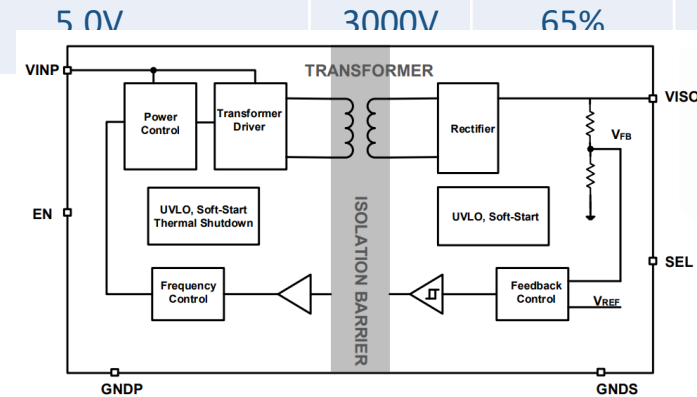 5.0V 3000V 65%
VINP
TRANSFORMER
VISO
Power
Control
Transformer
Driver
Rectifier
VFB
EN
UVLO, Soft-Start
Thermal Shutdown
ISOLATION BARRIER
UVLO, Soft-Start
SEL
Frequency
Control
Feedback
Control
VREF
GNDP
GNDS